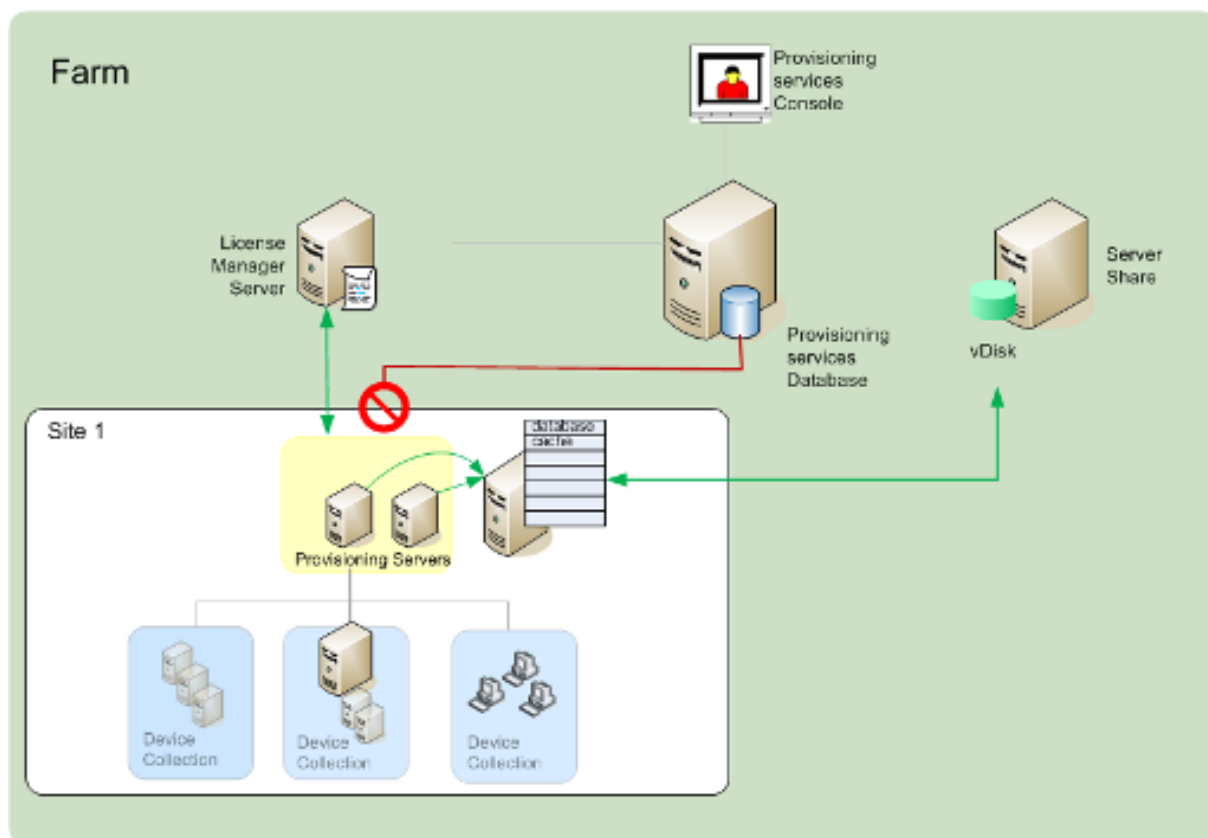 Farm
Provisioning
services
Console
License
Manager
Server
Server
Share
vDisk
Provisioning
services
Database
Site 1
database
cache
Provisioning Servers
Device
Collection
Device
Collection
Device
Collection